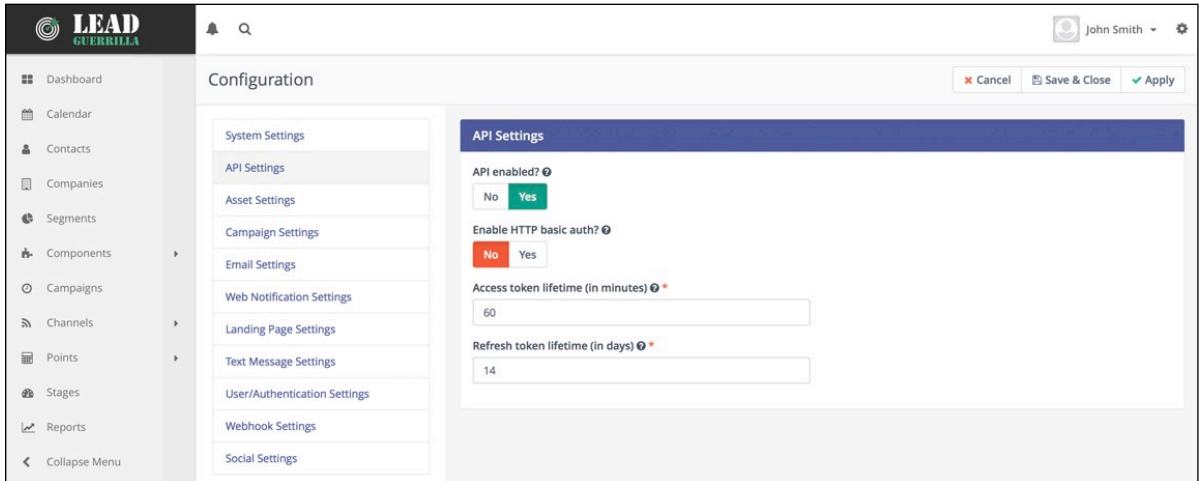 LEAD
GUERRILLA
John Smith
Dashboard
Calendar
Contacts
Companies
Segments
Components
Campaigns
Channels
Points
Stages
Reports
Collapse Menu
Configuration
Cancel
Save & Close
Apply
System Settings
API Settings
Asset Settings
Campaign Settings
Email Settings
Web Notification Settings
Landing Page Settings
Text Message Settings
User/Authentication Settings
Webhook Settings
Social Settings
API Settings
API enabled?
No Yes
Enable HTTP basic auth?
No Yes
Access token lifetime (in minutes) *
60
Refresh token lifetime (in days) *
14